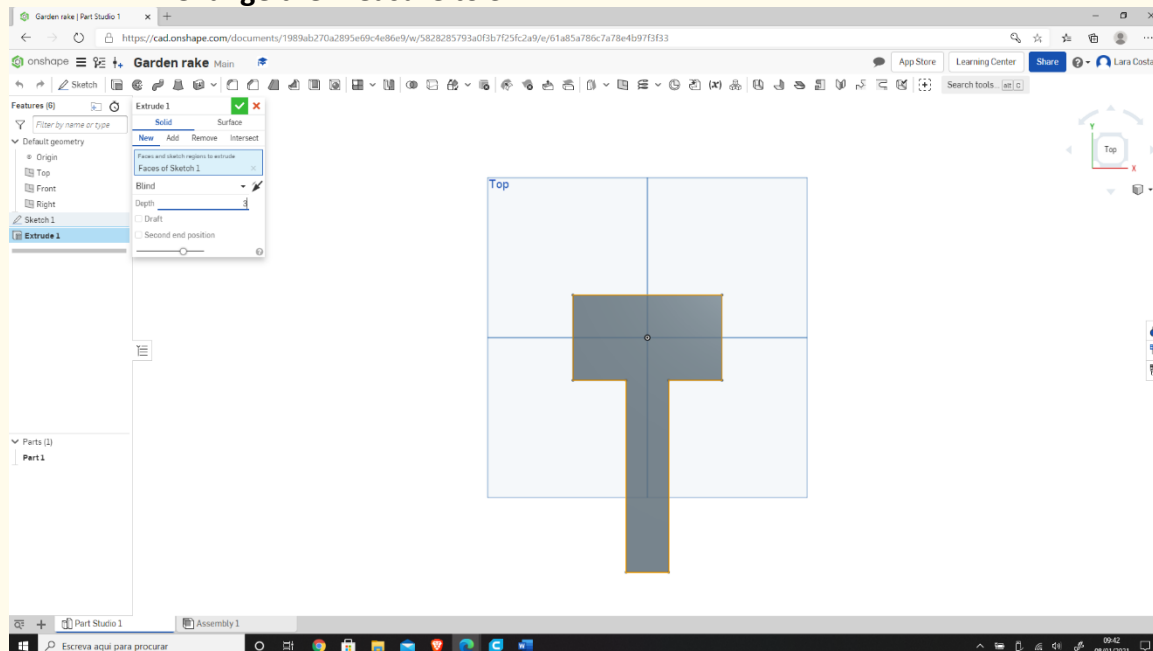 Garden rake | Part Studio 1
https://cad.onshape.com/documents/1989ab270a2895e69c4e86e9/w/5828285793a0f3b7f25fc2a9/e/61a85a786c7a78e4b97f3f33
onshape Garden rake Main App Store Learning Center Share Lara Costa
Sketch Search tools... alt C
Features (6)
Filter by name or type
Default geometry
Origin
Top
Front
Right
Sketch 1
Extrude 1
Extrude 1
Solid Surface
New Add Remove Intersect
Faces and sketch regions to extrude
Faces of Sketch 1
Blind
Depth 3
Draft
Second end position
Top
Y
Top
X
Parts (1)
Part 1
Part Studio 1 Assembly 1
Escreva aqui para procurar
09:42
08/01/2021